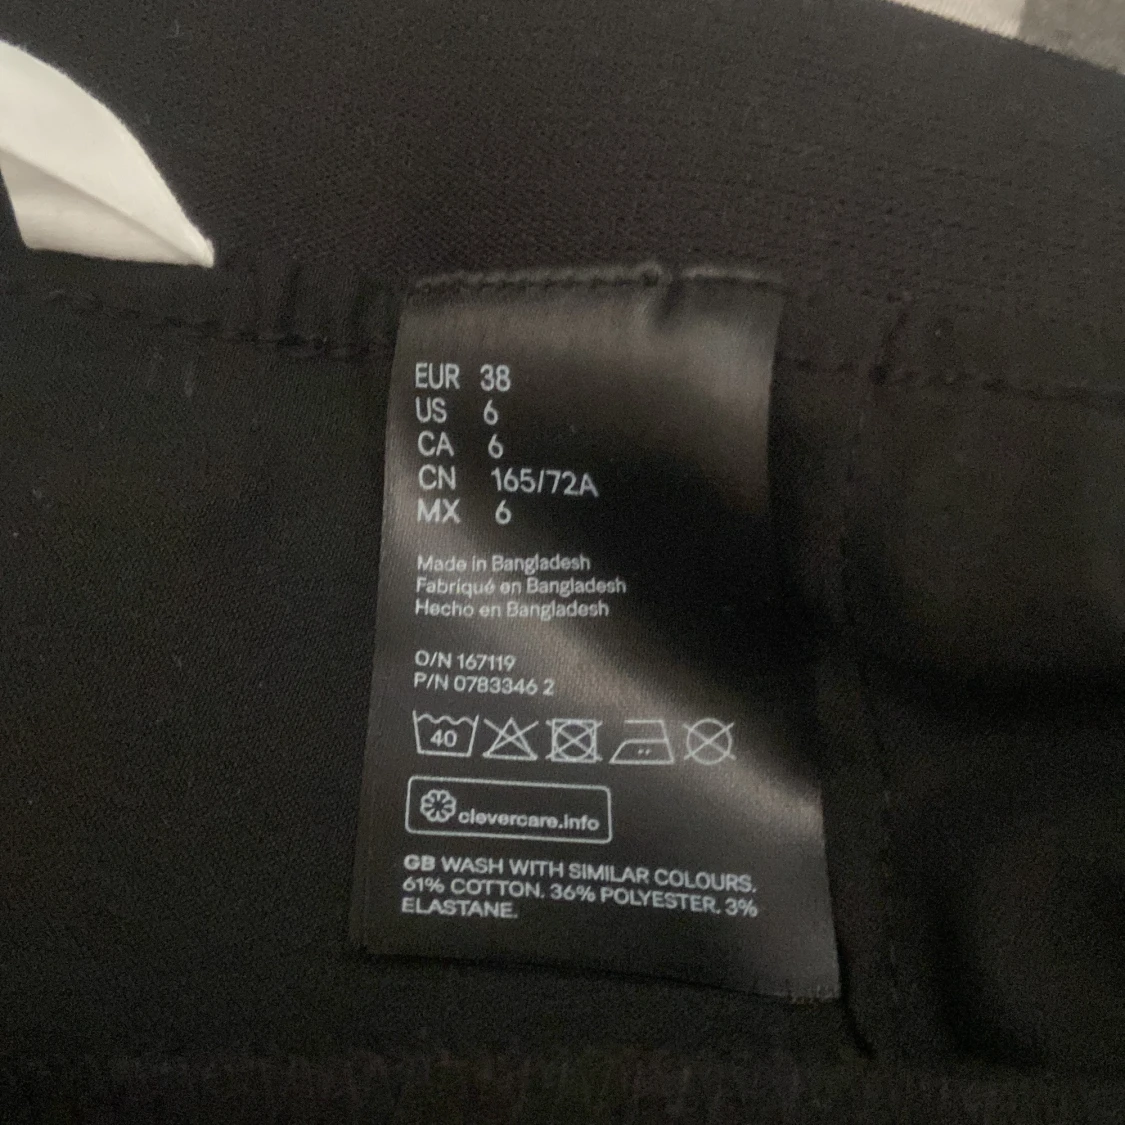 EUR 38
US 6
CA 6
CN 165/72A
MX 6
Made in Bangladesh
Fabriqué en Bangladesh
Hecho en Bangladesh
O/N 167119
P/N 0783346 2
40
clevercare.info
GB WASH WITH SIMILAR COLOURS.
61% COTTON. 36% POLYESTER. 3%
ELASTANE.